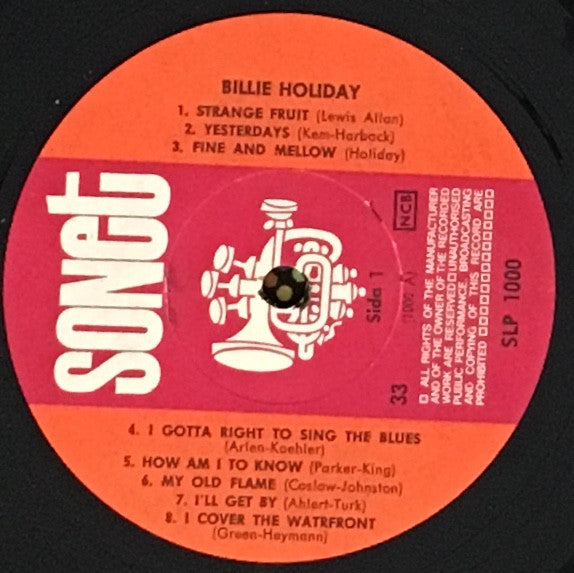 BILLIE HOLIDAY
1. STRANGE FRUIT (Lewis Allan)
2. YESTERDAYS (Kern-Harback)
3. FINE AND MELLOW (Holiday)
SONET
NCB
Sida 1
(1000 A)
33
□ ALL RIGHTS OF THE MANUFACTURER
AND OF THE OWNER OF THE RECORDED
WORK ARE RESERVED □ UNAUTHORISED
PUBLIC PERFORMANCE, BROADCASTING
AND COPYING OF THIS RECORD ARE
PROHIBITED □□□□□□□□□□□
SLP 1000
4. I GOTTA RIGHT TO SING THE BLUES
(Arlen-Koehler)
5. HOW AM I TO KNOW (Parker-King)
6. MY OLD FLAME (Coslow-Johnston)
7. I'LL GET BY (Ahlert-Turk)
8. I COVER THE WATRFRONT
(Green-Heymann)